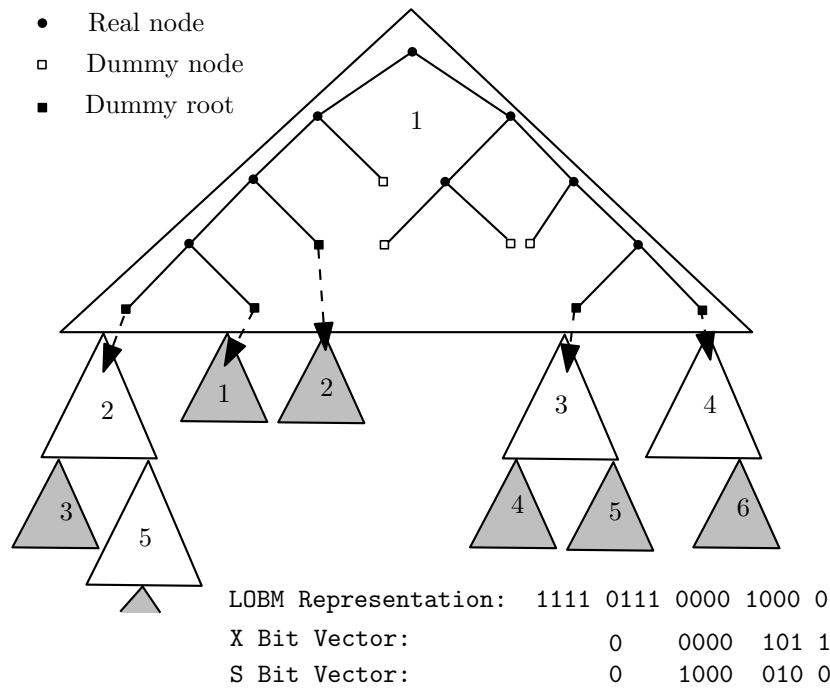 Real node
Dummy node
Dummy root
1
2
1
2
3
4
3
5
4
5
6
LOBM Representation: 1111 0111 0000 1000 0
X Bit Vector: 0 0000 101 1
S Bit Vector: 0 1000 010 0